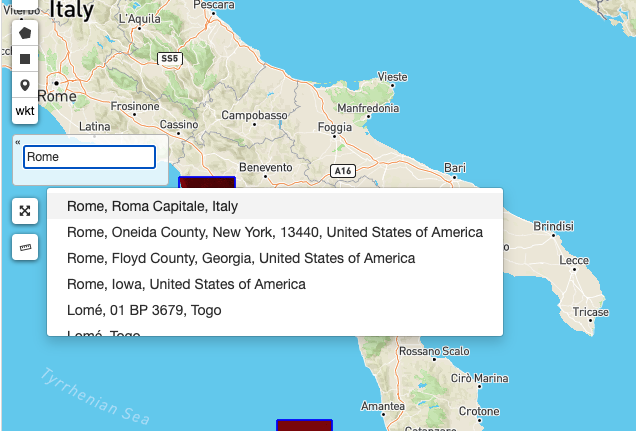 Italy
Viterbo
L'Aquila
Pescara
SS5
wkt
Rome
Frosinone
Latina
Cassino
Campobasso
Vieste
Manfredonia
Foggia
A16
Benevento
Bari
Brindisi
Lecce
Tricase
«
Rome
Rome, Roma Capitale, Italy
Rome, Oneida County, New York, 13440, United States of America
Rome, Floyd County, Georgia, United States of America
Rome, Iowa, United States of America
Lomé, 01 BP 3679, Togo
Lomé, Togo
Rossano Scalo
Cirò Marina
Amantea
Crotone
Catanzaro
Tyrrhenian Sea